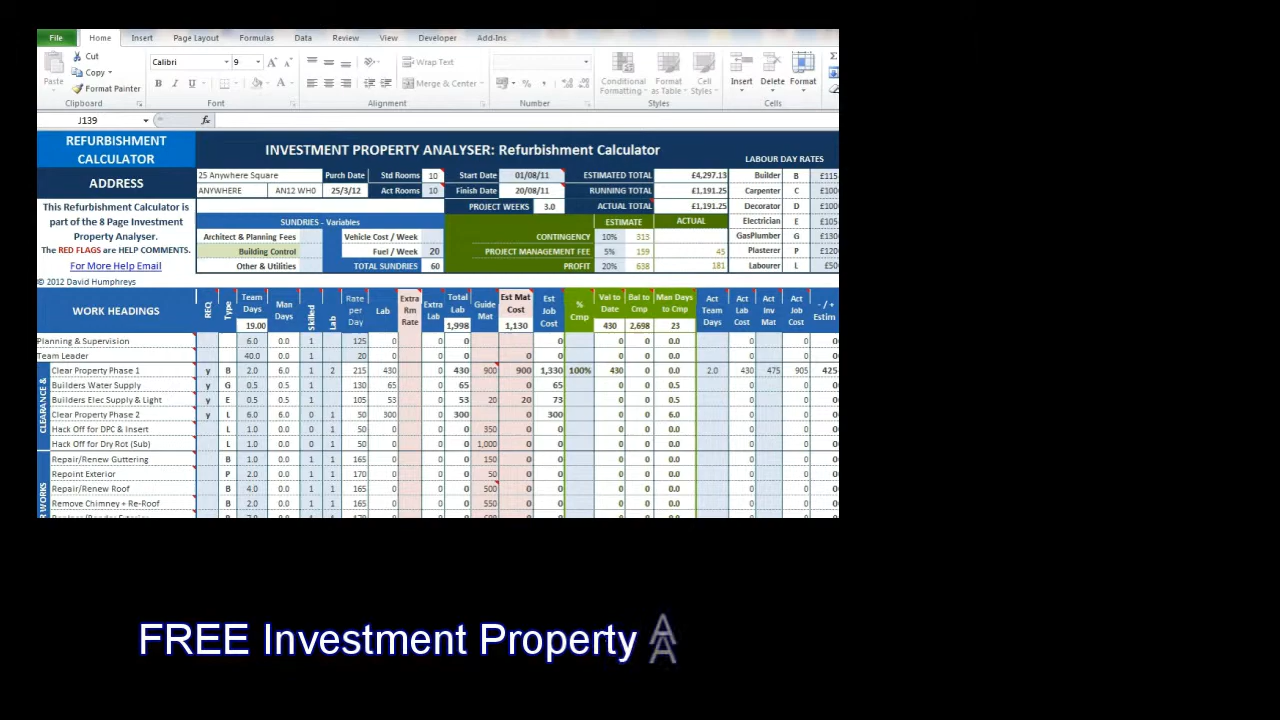 File Home Insert Page Layout Formulas Data Review View Developer Add-Ins
Cut Calibri 9 Wrap Text
Paste Copy Format Painter B I U Merge & Center % Conditional Formatting Format as Table Cell Styles Insert Delete Format
Clipboard Font Alignment Number Styles Cells
J139 fx
REFURBISHMENT CALCULATOR INVESTMENT PROPERTY ANALYSER: Refurbishment Calculator LABOUR DAY RATES
ADDRESS 25 Anywhere Square Purch Date Std Rooms 10 Start Date 01/08/11 ESTIMATED TOTAL £4,297.13 Builder B
ANYWHERE AN12 WH0 25/3/12 Act Rooms 10 Finish Date 20/08/11 RUNNING TOTAL £1,191.25 Carpenter C
This Refurbishment Calculator is PROJECT WEEKS 3.0 ACTUAL TOTAL £1,191.25 Decorator D
part of the 8 Page Investment SUNDRIES - Variables ESTIMATE ACTUAL Electrician E
Property Analyser. Architect & Planning Fees Vehicle Cost / Week CONTINGENCY 10% 313 GasPlumber G
The RED FLAGS are HELP COMMENTS. Building Control Fuel / Week 20 PROJECT MANAGEMENT FEE 5% 159 45 Plasterer P
For More Help Email Other & Utilities TOTAL SUNDRIES 60 PROFIT 20% 638 181 Labourer L
© 2012 David Humphreys
WORK HEADINGS REQ Type Team Days Man Days Skilled Lab Rate per Day Lab Extra Rm Rate Extra Lab Total Lab Guide Mat Est Mat Cost Est Job Cost % Cmp Val to Date Bal to Cmp Man Days to Cmp Act Team Days Act Lab Cost Act Inv Mat Act Job Cost - / + Estim
19.00 1,998 1,130 430 2,698 23
Planning & Supervision 6.0 0.0 1 125 0 0 0 0 0 0 0.0 0 0 0
Team Leader 40.0 0.0 1 20 0 0 0 0 0 0 0 0.0 0 0 0
Clear Property Phase 1 y B 2.0 6.0 1 2 215 430 0 430 900 900 1,330 100% 430 0 0.0 2.0 430 475 905 425
Builders Water Supply y G 0.5 0.5 1 130 65 0 65 0 65 0 0 0.5 0 0 0
Builders Elec Supply & Light y E 0.5 0.5 1 105 53 0 53 20 20 73 0 0 0.5 0 0 0
Clear Property Phase 2 y L 6.0 6.0 0 1 50 300 0 300 300 0 0 6.0 0 0 0
Hack Off for DPC & Insert L 1.0 0.0 0 1 50 0 0 0 350 0 0 0 0.0 0 0 0
Hack Off for Dry Rot (Sub) L 1.0 0.0 0 1 50 0 0 0 1,000 0 0 0 0.0 0 0 0
Repair/Renew Guttering B 1.0 0.0 1 1 165 0 0 0 150 0 0 0 0 0.0 0 0 0
Repoint Exterior P 2.0 0.0 1 1 170 0 0 0 50 0 0 0 0 0.0 0 0 0
Repair/Renew Roof B 4.0 0.0 1 1 165 0 0 0 500 0 0 0 0 0.0 0 0 0
Remove Chimney + Re-Roof B 2.0 0.0 1 1 165 0 0 0 500 0 0 0 0 0.0 0 0 0
FREE Investment Property A